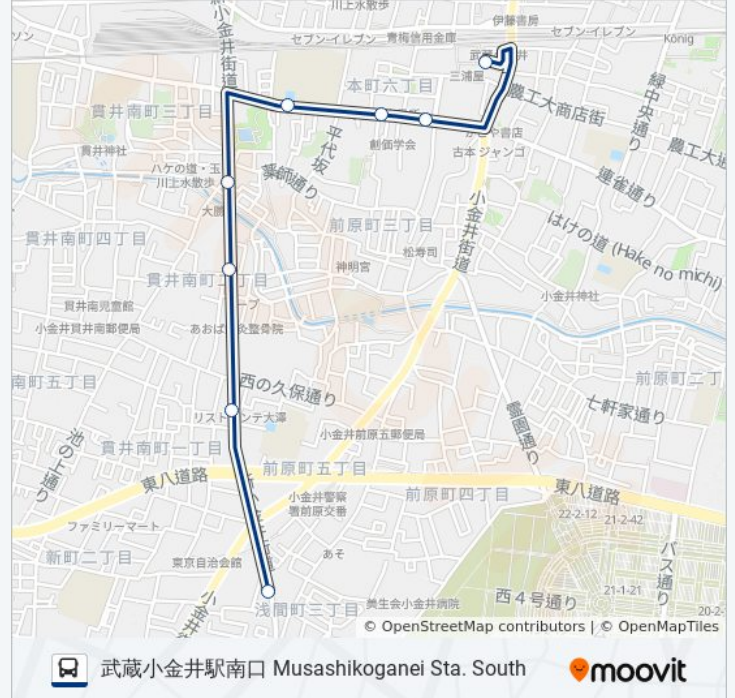 川上水散歩
伊藤書房
セブン-イレブン
青梅信用金庫
セブン-イレブン
König
小金井街道
三浦屋
本町六丁目
農工大商店街
緑中央通り
貫井南町三丁目
古本 ジャンゴ
創価学会
平代坂
農工大通
貫井神社
ハケの道・玉
川上水散歩
連雀通り
小金井街道
前原町三丁目
はけの道 (Hake no michi)
貫井南町四丁目
松寿司
神明宮
小金井神社
貫井南児童館
小金井貫井南郵便局
南町五丁目
西の久保通り
前原町二丁
七軒家通り
霊園通り
リスト
ンテ大澤
小金井前原五郵便局
池の上通り
貫井南町一丁目
前原町五丁目
東八道路
前原町四丁目
東八道路
小金井警察
署前原交番
22-2-12
21-2-42
ファミリーマート
新町二丁目
東京自治会館
あそ
バス通り
21-1-21
西4号通り
浅間町三丁目
美生会小金井病院
20-2-
© OpenStreetMap contributors | © OpenMapTiles
武蔵小金井駅南口 Musashikoganei Sta. South
moovit